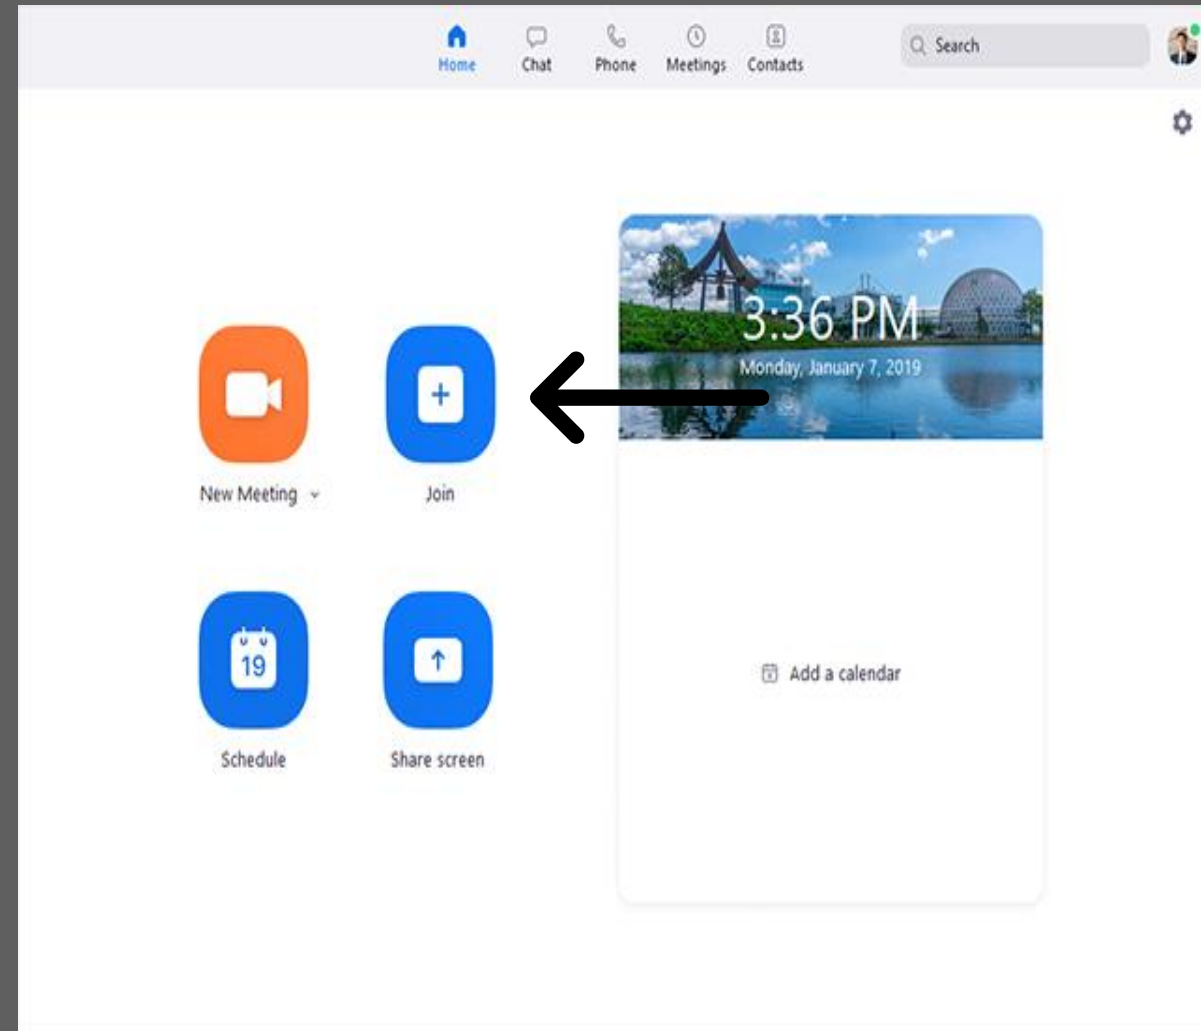 Home
Chat
Phone
Meetings
Contacts
Search
3:36 PM
Monday, January 7, 2019
New Meeting
Join
19
Schedule
Share screen
Add a calendar